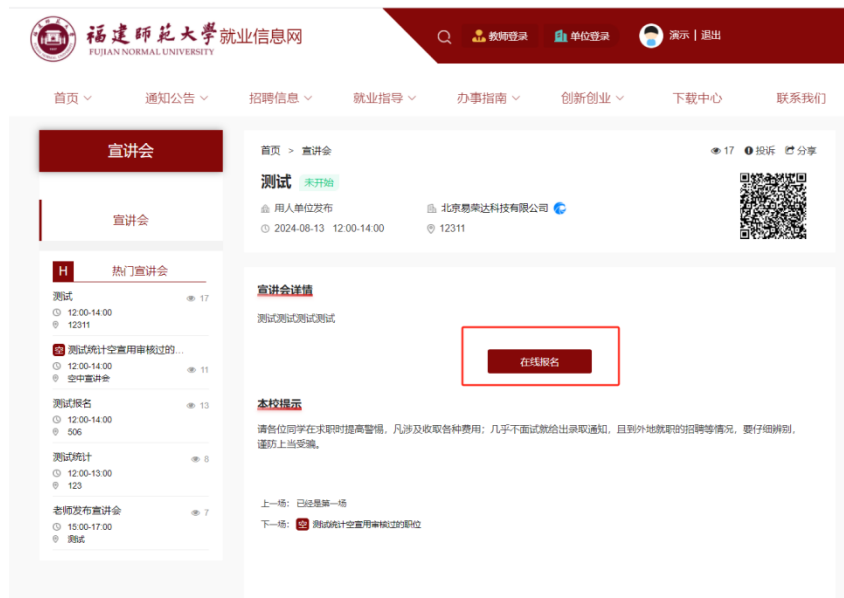 福建师范大学 就业信息网
FUJIAN NORMAL UNIVERSITY
教师登录 单位登录 演示 | 退出
首页 通知公告 招聘信息 就业指导 办事指南 创新创业 下载中心 联系我们
宣讲会
宣讲会
H 热门宣讲会
测试 17
12:00-14:00
12311
空 测试统计空宣用审核过的...
12:00-14:00 11
空中宣讲会
测试报名 13
12:00-14:00
506
测试统计 8
12:00-13:00
123
老师发布宣讲会 7
15:00-17:00
测试
首页 > 宣讲会 17 投诉 分享
测试 未开始
用人单位发布 北京易荣达科技有限公司
2024-08-13 12:00-14:00 12311
宣讲会详情
测试测试测试测试
在线报名
本校提示
请各位同学在求职时提高警惕，凡涉及收取各种费用；几乎不面试就给出录取通知，且到外地就职的招聘等情况，要仔细辨别，
谨防上当受骗。
上一场： 已经是第一场
下一场： 空 测试统计空宣用审核过的职位